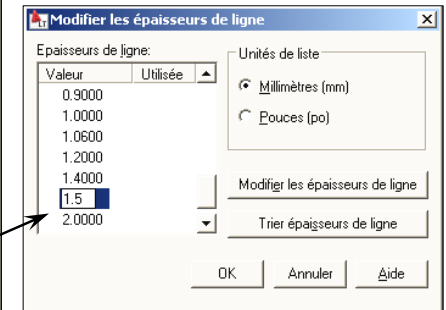 Modifier les épaisseurs de ligne
Epaisseurs de ligne:
Valeur Utilisée
0.9000
1.0000
1.0600
1.2000
1.4000
1.5
2.0000
Unités de liste
Millimètres (mm)
Pouces (po)
Modifier les épaisseurs de ligne
Trier épaisseurs de ligne
OK Annuler Aide